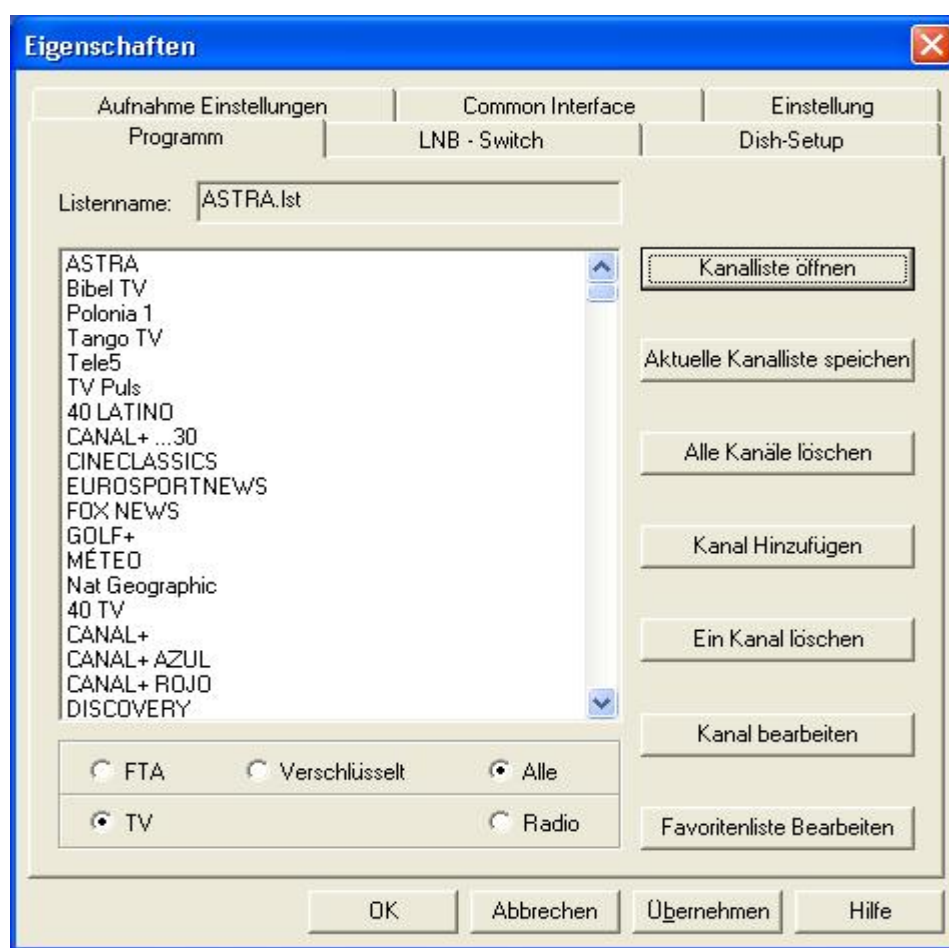 Eigenschaften
Aufnahme Einstellungen
Common Interface
Einstellung
Programm
LNB - Switch
Dish-Setup
Listenname:
ASTRA.lst
ASTRA
Bibel TV
Polonia 1
Tango TV
Tele5
TV Puls
40 LATINO
CANAL+ ...30
CINECLASSICS
EUROSPORTNEWS
FOX NEWS
GOLF+
MÉTEO
Nat Geographic
40 TV
CANAL+
CANAL+ AZUL
CANAL+ ROJO
DISCOVERY
Kanalliste öffnen
Aktuelle Kanalliste speichen
Alle Kanäle löschen
Kanal Hinzufügen
Ein Kanal löschen
Kanal bearbeiten
Favoritenliste Bearbeiten
FTA
Verschlüsselt
Alle
TV
Radio
OK
Abbrechen
Übernehmen
Hilfe